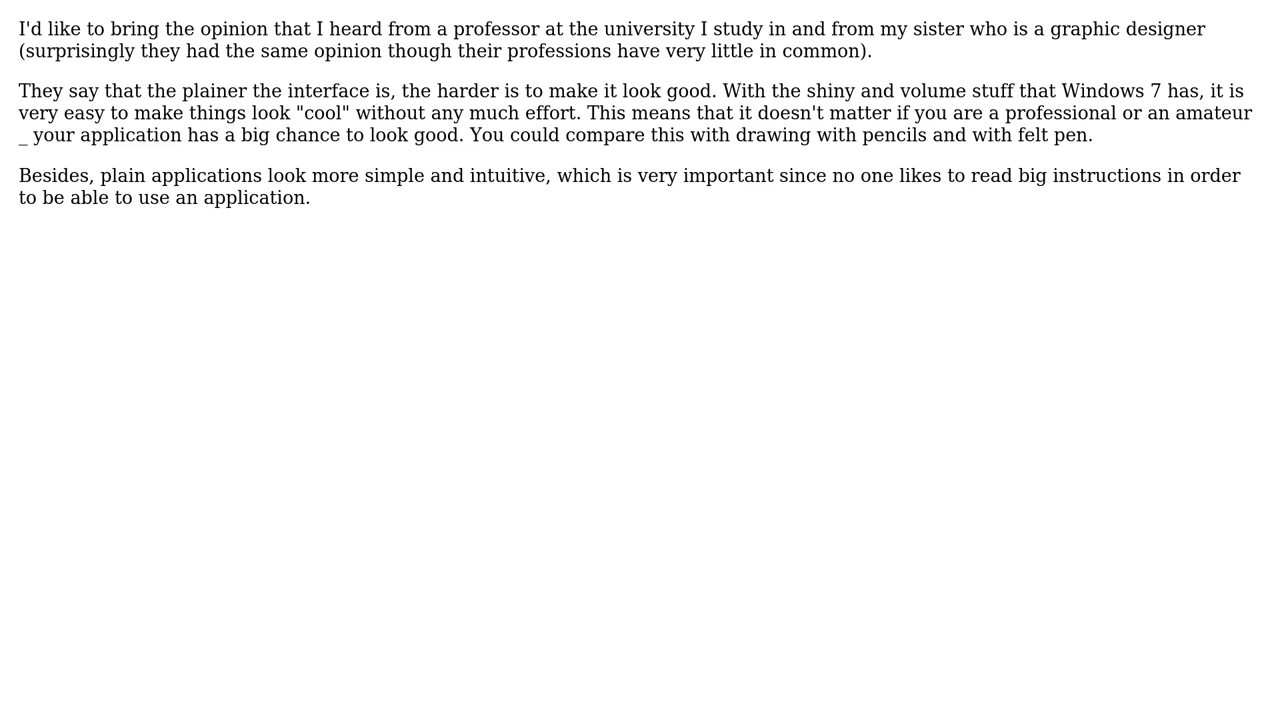 I'd like to bring the opinion that I heard from a professor at the university I study in and from my sister who is a graphic designer
(surprisingly they had the same opinion though their professions have very little in common).
They say that the plainer the interface is, the harder is to make it look good. With the shiny and volume stuff that Windows 7 has, it is
very easy to make things look "cool" without any much effort. This means that it doesn't matter if you are a professional or an amateur
_ your application has a big chance to look good. You could compare this with drawing with pencils and with felt pen.
Besides, plain applications look more simple and intuitive, which is very important since no one likes to read big instructions in order
to be able to use an application.